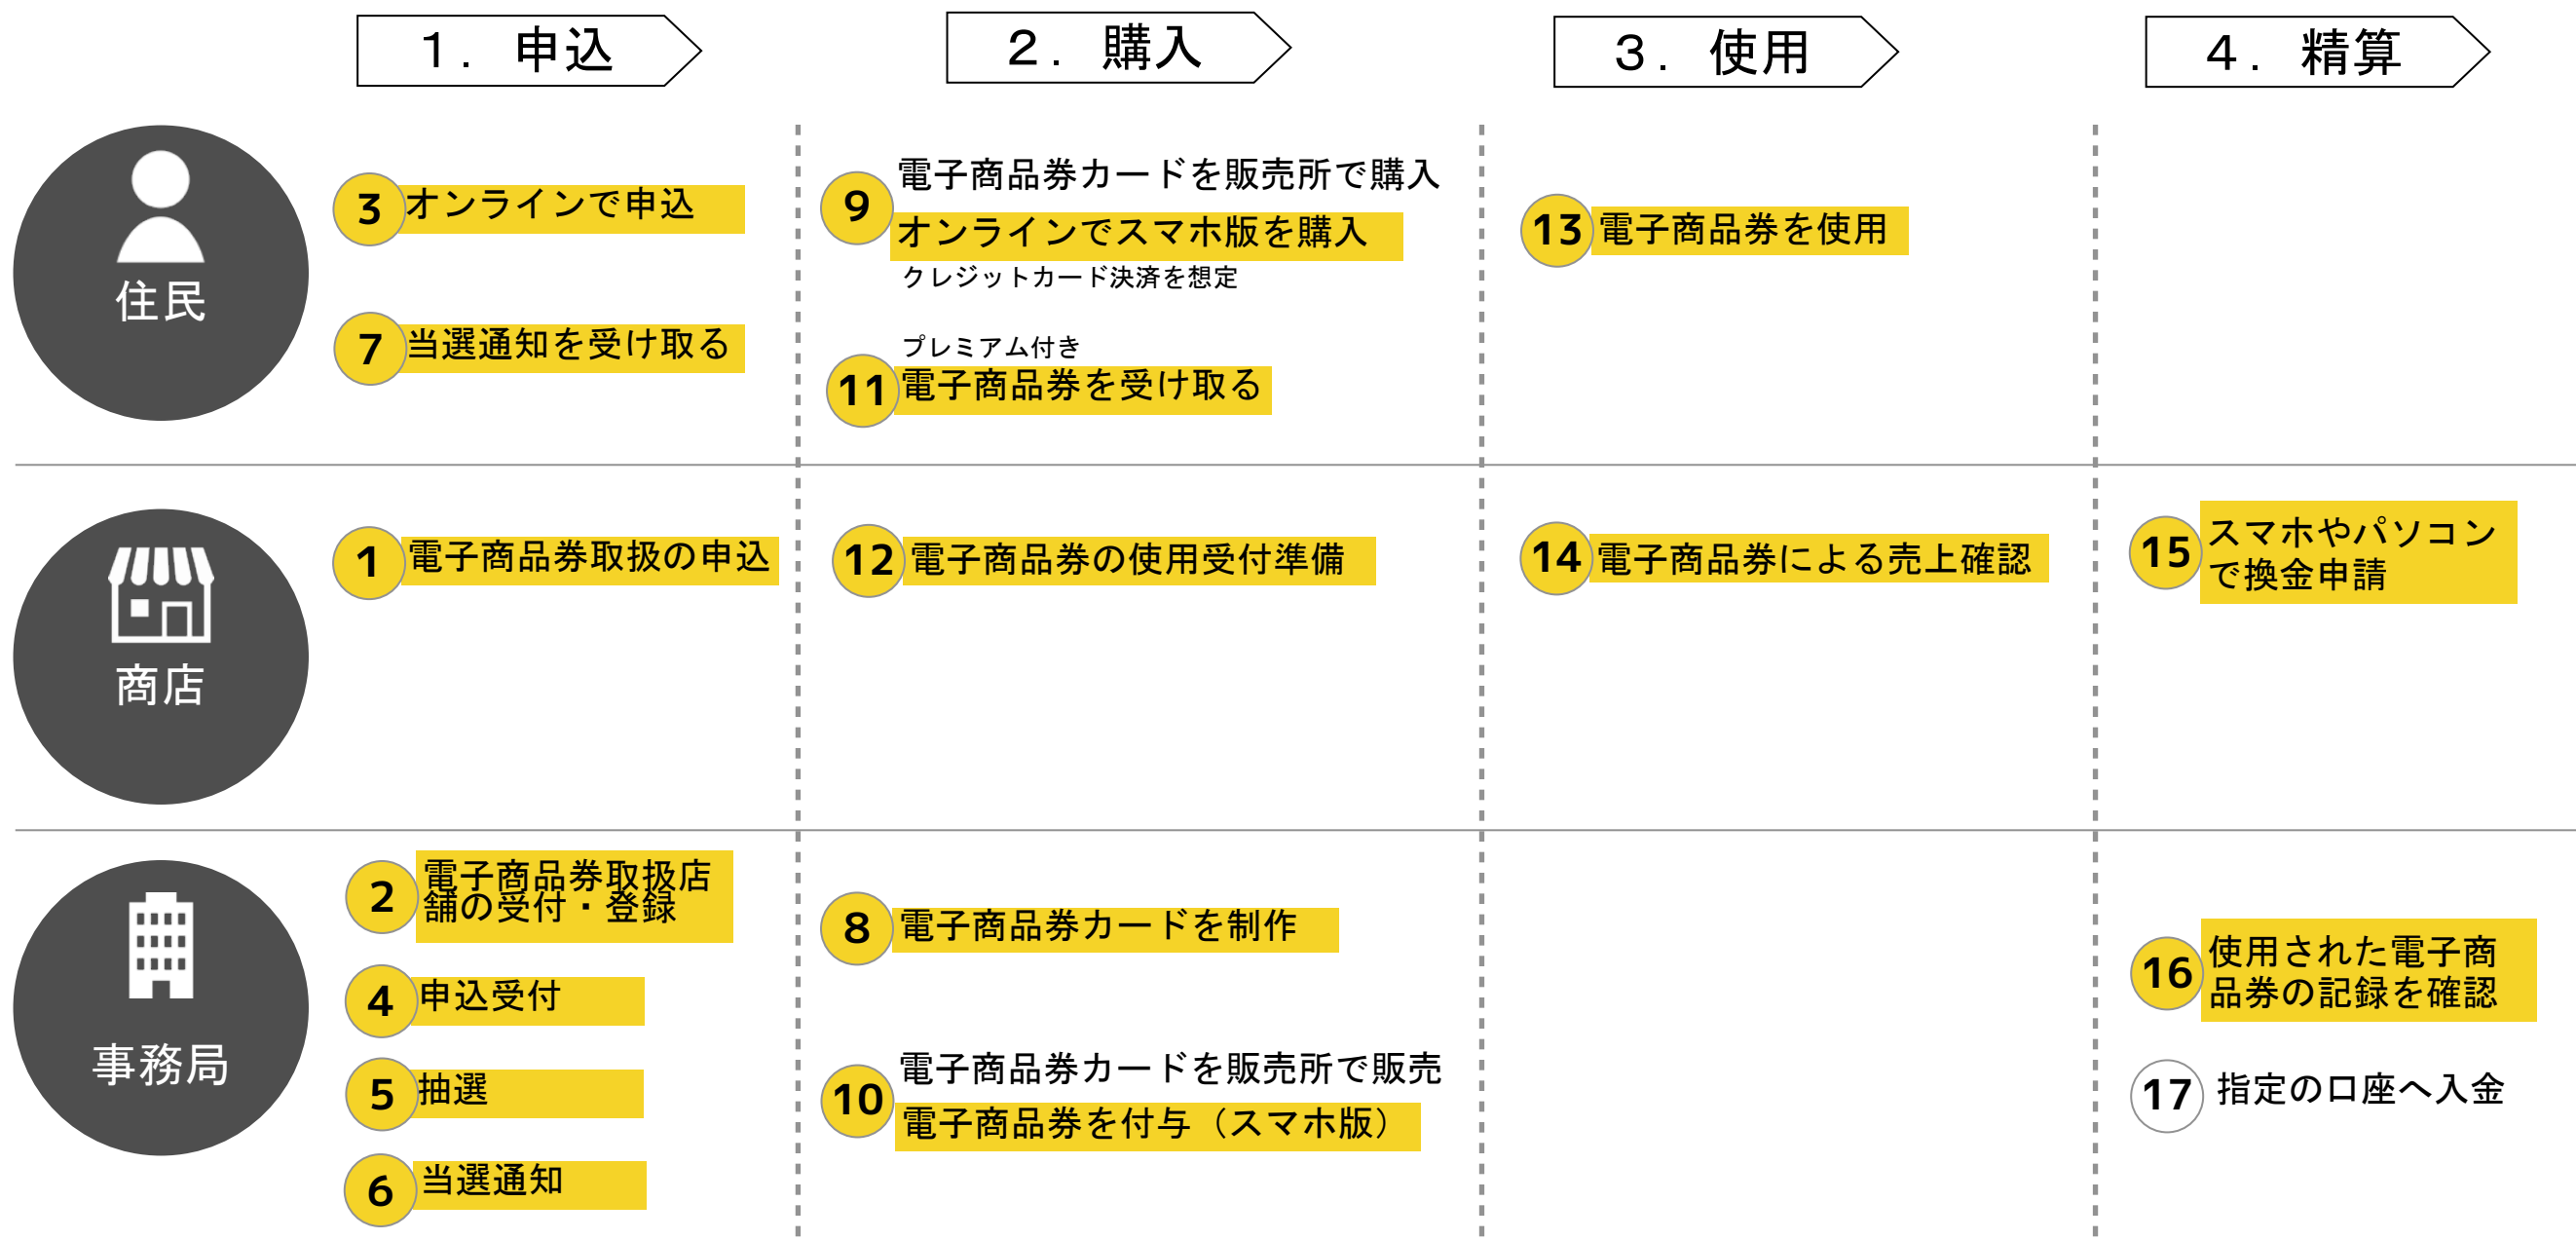 1．申込
2．購入
3．使用
4．精算
住民
3 オンラインで申込
7 当選通知を受け取る
9 電子商品券カードを販売所で購入
オンラインでスマホ版を購入
クレジットカード決済を想定
プレミアム付き
11 電子商品券を受け取る
13 電子商品券を使用
商店
1 電子商品券取扱の申込
12 電子商品券の使用受付準備
14 電子商品券による売上確認
15 スマホやパソコン
で換金申請
事務局
2 電子商品券取扱店
舗の受付・登録
4 申込受付
5 抽選
6 当選通知
8 電子商品券カードを制作
10 電子商品券カードを販売所で販売
電子商品券を付与（スマホ版）
16 使用された電子商
品券の記録を確認
17 指定の口座へ入金